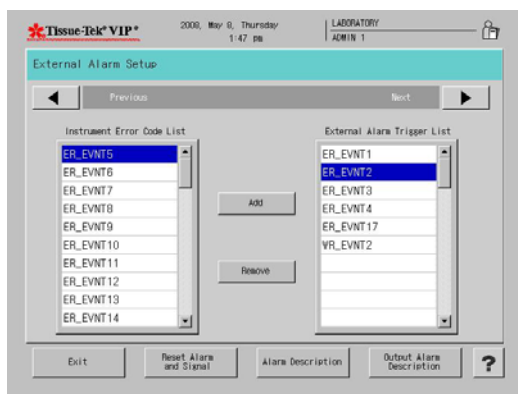 Tissue-Tek® VIP®
2008, May 8, Thursday
1:47 pm
LABORATORY
ADMIN 1
External Alarm Setup
Previous
Next
Instrument Error Code List
External Alarm Trigger List
ER_EVNT5
ER_EVNT6
ER_EVNT7
ER_EVNT8
ER_EVNT9
ER_EVNT10
ER_EVNT11
ER_EVNT12
ER_EVNT13
ER_EVNT14
Add
Remove
ER_EVNT1
ER_EVNT2
ER_EVNT3
ER_EVNT4
ER_EVNT17
WR_EVNT2
Exit
Reset Alarm
and Signal
Alarm Description
Output Alarm
Description
?